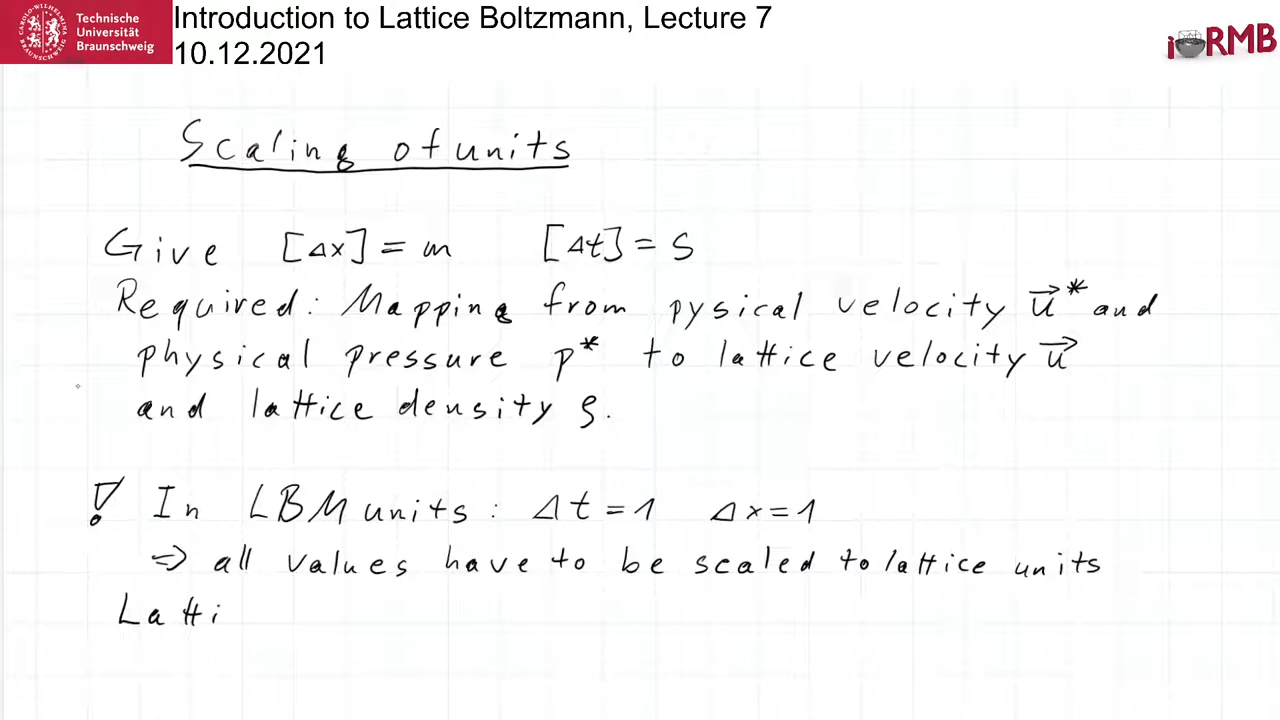 Technische
Universität
Braunschweig
Introduction to Lattice Boltzmann, Lecture 7
10.12.2021
iRMB
Scaling of units
Give [Δx] = m [Δt] = s
Required: Mapping from pysical velocity u⃗* and
physical pressure p* to lattice velocity u⃗
and lattice density ρ.
! In LBM units: Δt = 1 Δx = 1
⇒ all values have to be scaled to lattice units
Latti